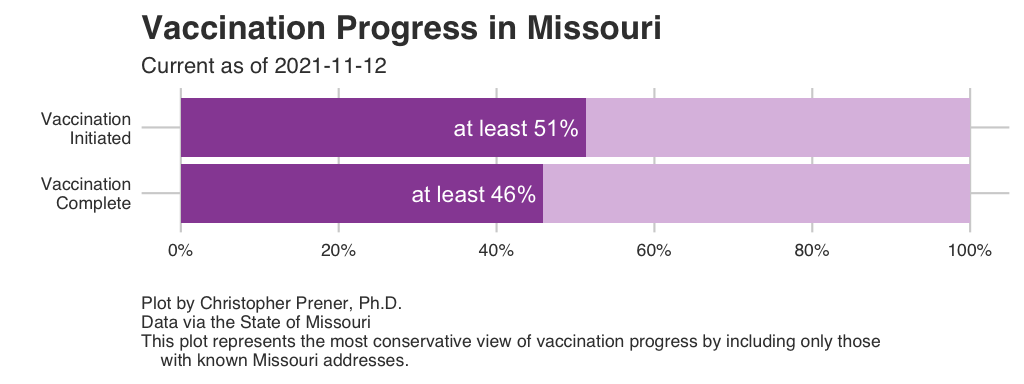 Vaccination Progress in Missouri
Current as of 2021-11-12
Vaccination
Initiated
at least 51%
Vaccination
Complete
at least 46%
0%
20%
40%
60%
80%
100%
Plot by Christopher Prener, Ph.D.
Data via the State of Missouri
This plot represents the most conservative view of vaccination progress by including only those
with known Missouri addresses.